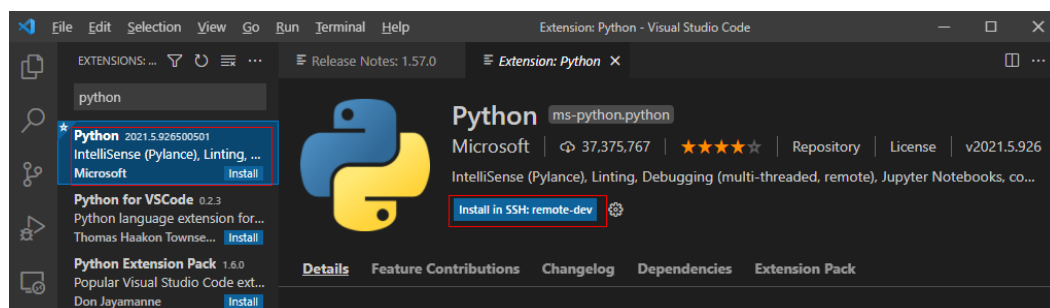 File Edit Selection View Go Run Terminal Help Extension: Python - Visual Studio Code
EXTENSIONS: ...
Release Notes: 1.57.0 Extension: Python
python
Python 2021.5.926500501
IntelliSense (Pylance), Linting, ...
Microsoft Install
Python for VSCode 0.2.3
Python language extension for...
Thomas Haakon Townse... Install
Python Extension Pack 1.6.0
Popular Visual Studio Code ext...
Don Jayamanne Install
Python ms-python.python
Microsoft 37,375,767 ★★★★☆ Repository License v2021.5.926
IntelliSense (Pylance), Linting, Debugging (multi-threaded, remote), Jupyter Notebooks, co...
Install in SSH: remote-dev
Details Feature Contributions Changelog Dependencies Extension Pack